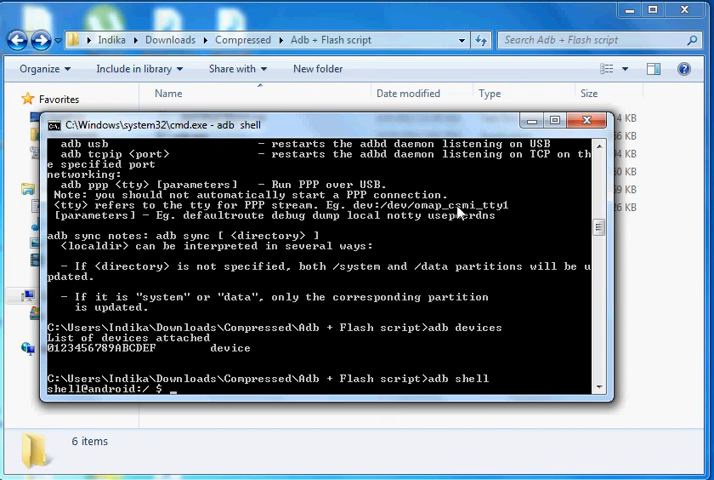 Indika
Downloads
Compressed
Adb + Flash script
Search Adb + Flash script
Organize
Include in library
Share with
New folder
Favorites
Name
Date modified
Type
Size
C:\Windows\system32\cmd.exe - adb shell
adb usb - restarts the adbd daemon listening on USB
adb tcpip <port> - restarts the adbd daemon listening on TCP on th
e specified port
networking:
adb ppp <tty> [parameters] - Run PPP over USB.
Note: you should not automatically start a PPP connection.
<tty> refers to the tty for PPP stream. Eg. dev:/dev/omap_csmi_tty1
[parameters] - Eg. defaultroute debug dump local notty usepeerdns
adb sync notes: adb sync [ <directory> ]
<localdir> can be interpreted in several ways:
- If <directory> is not specified, both /system and /data partitions will be u
pdated.
- If it is "system" or "data", only the corresponding partition
is updated.
C:\Users\Indika\Downloads\Compressed\Adb + Flash script>adb devices
List of devices attached
0123456789ABCDEF device
C:\Users\Indika\Downloads\Compressed\Adb + Flash script>adb shell
shell@android:/ $ _
KB
KB
KB
KB
KB
KB
6 items